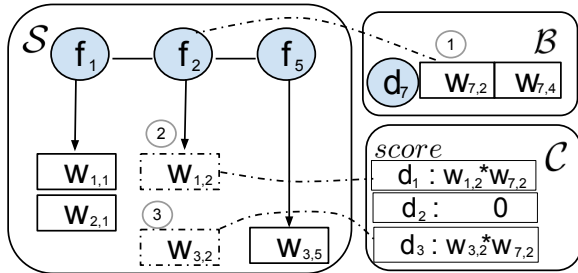 S f₁ f₂ f₅
w₁,₁ w₁,₂
w₂,₁
w₃,₂ w₃,₅
2
3
1 B
d₇ w₇,₂ w₇,₄
score C
d₁ : w₁,₂*w₇,₂
d₂ : 0
d₃ : w₃,₂*w₇,₂